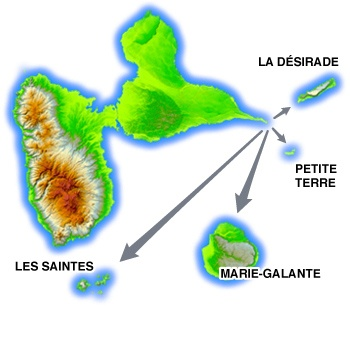 LA DÉSIRADE
PETITE
TERRE
LES SAINTES
MARIE-GALANTE